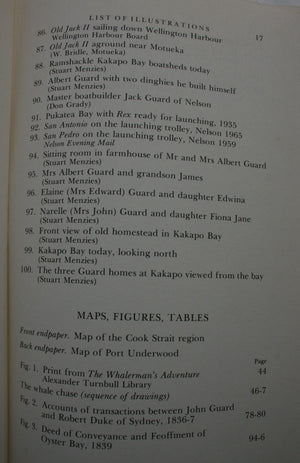 LIST OF ILLUSTRATIONS 17
86. Old Jack II sailing down Wellington Harbour
Wellington Harbour Board
87. Old Jack II aground near Motueka
(W. Bridle, Motueka)
88. Ramshackle Kakapo Bay boatsheds today
(Stuart Menzies)
89. Albert Guard with two dinghies he built himself
(Stuart Menzies)
90. Master boatbuilder Jack Guard of Nelson
(Don Grady)
91. Pukatea Bay with Rex ready for launching, 1935
92. San Antonio on the launching trolley, Nelson 1965
93. San Pedro on the launching trolley, Nelson 1959
Nelson Evening Mail
94. Sitting room in farmhouse of Mr and Mrs Albert Guard
(Stuart Menzies)
95. Mrs Albert Guard and grandson James
(Stuart Menzies)
96. Elaine (Mrs Edward) Guard and daughter Edwina
(Stuart Menzies)
97. Narelle (Mrs John) Guard and daughter Fiona Jane
(Stuart Menzies)
98. Front view of old homestead in Kakapo Bay
(Stuart Menzies)
99. Kakapo Bay today, looking north
(Stuart Menzies)
100. The three Guard homes at Kakapo viewed from the bay
(Stuart Menzies)
MAPS, FIGURES, TABLES
Front endpaper. Map of the Cook Strait region
Back endpaper. Map of Port Underwood
Page
Fig. 1. Print from The Whalerman's Adventure 44
Alexander Turnbull Library
The whale chase (sequence of drawings) 46-7
Fig. 2. Accounts of transactions between John Guard
and Robert Duke of Sydney, 1836-7 78-80
Fig. 3. Deed of Conveyance and Feoffment of
Oyster Bay, 1839 94-6